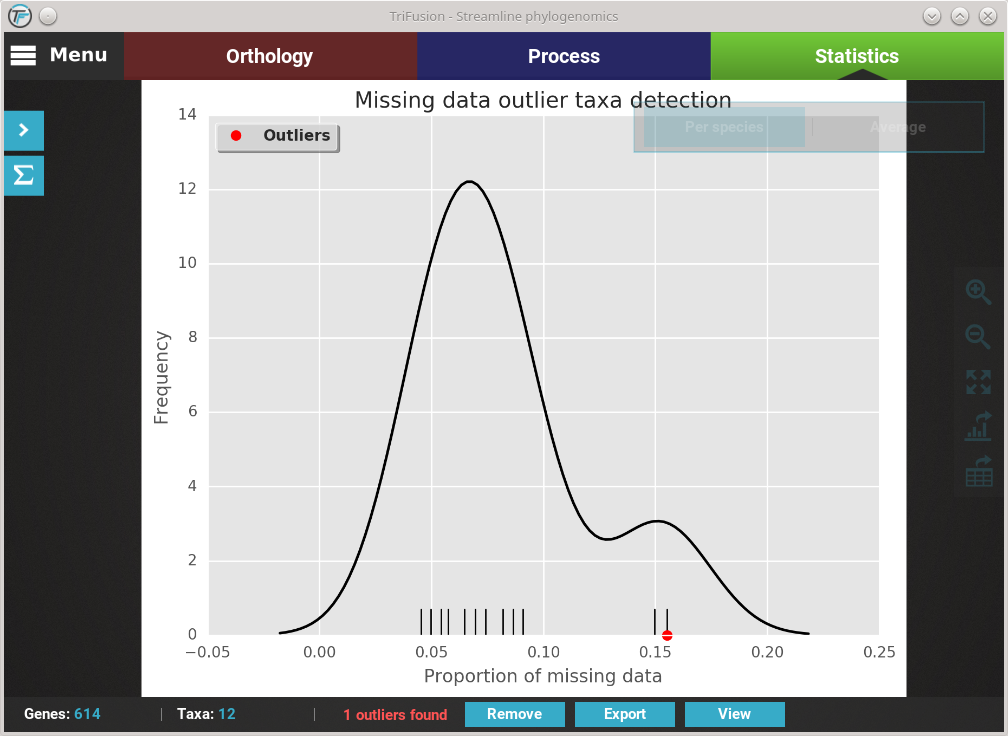 TriFusion - Streamline phylogenomics
Menu
Orthology
Process
Statistics
Missing data outlier taxa detection
Per species
Average
Outliers
14
12
10
8
6
4
2
0
Frequency
−0.05 0.00 0.05 0.10 0.15 0.20 0.25
Proportion of missing data
Genes: 614
Taxa: 12
1 outliers found
Remove
Export
View